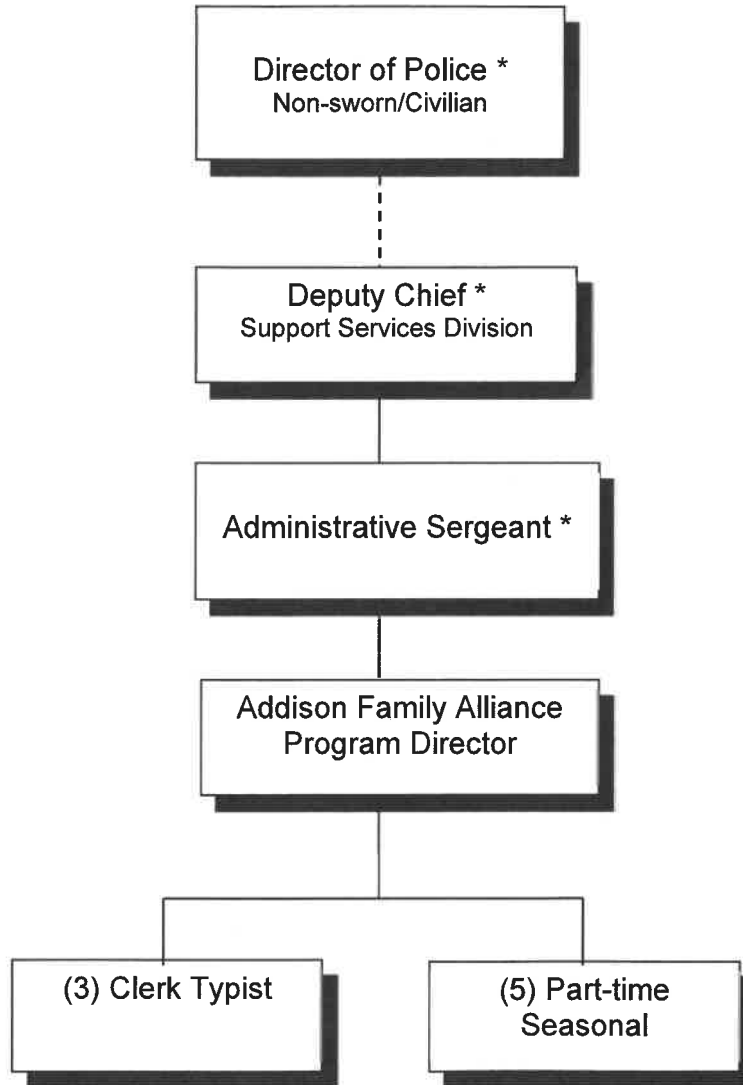 Director of Police *
Non-sworn/Civilian
Deputy Chief *
Support Services Division
Administrative Sergeant *
Addison Family Alliance
Program Director
(3) Clerk Typist
(5) Part-time
Seasonal